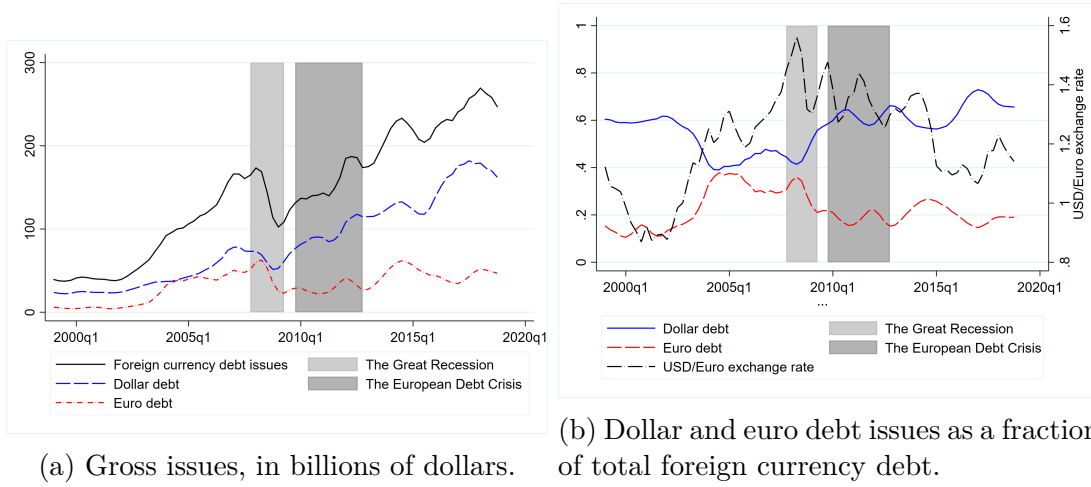 300
200
100
0
2000q1 2005q1 2010q1 2015q1 2020q1
Foreign currency debt issues
Dollar debt
Euro debt
The Great Recession
The European Debt Crisis
(a) Gross issues, in billions of dollars.
1
.8
.6
.4
.2
0
1.6
1.4
1.2
1
.8
USD/Euro exchange rate
2000q1 2005q1 2010q1 2015q1 2020q1
...
Dollar debt
Euro debt
USD/Euro exchange rate
The Great Recession
The European Debt Crisis
(b) Dollar and euro debt issues as a fraction
of total foreign currency debt.